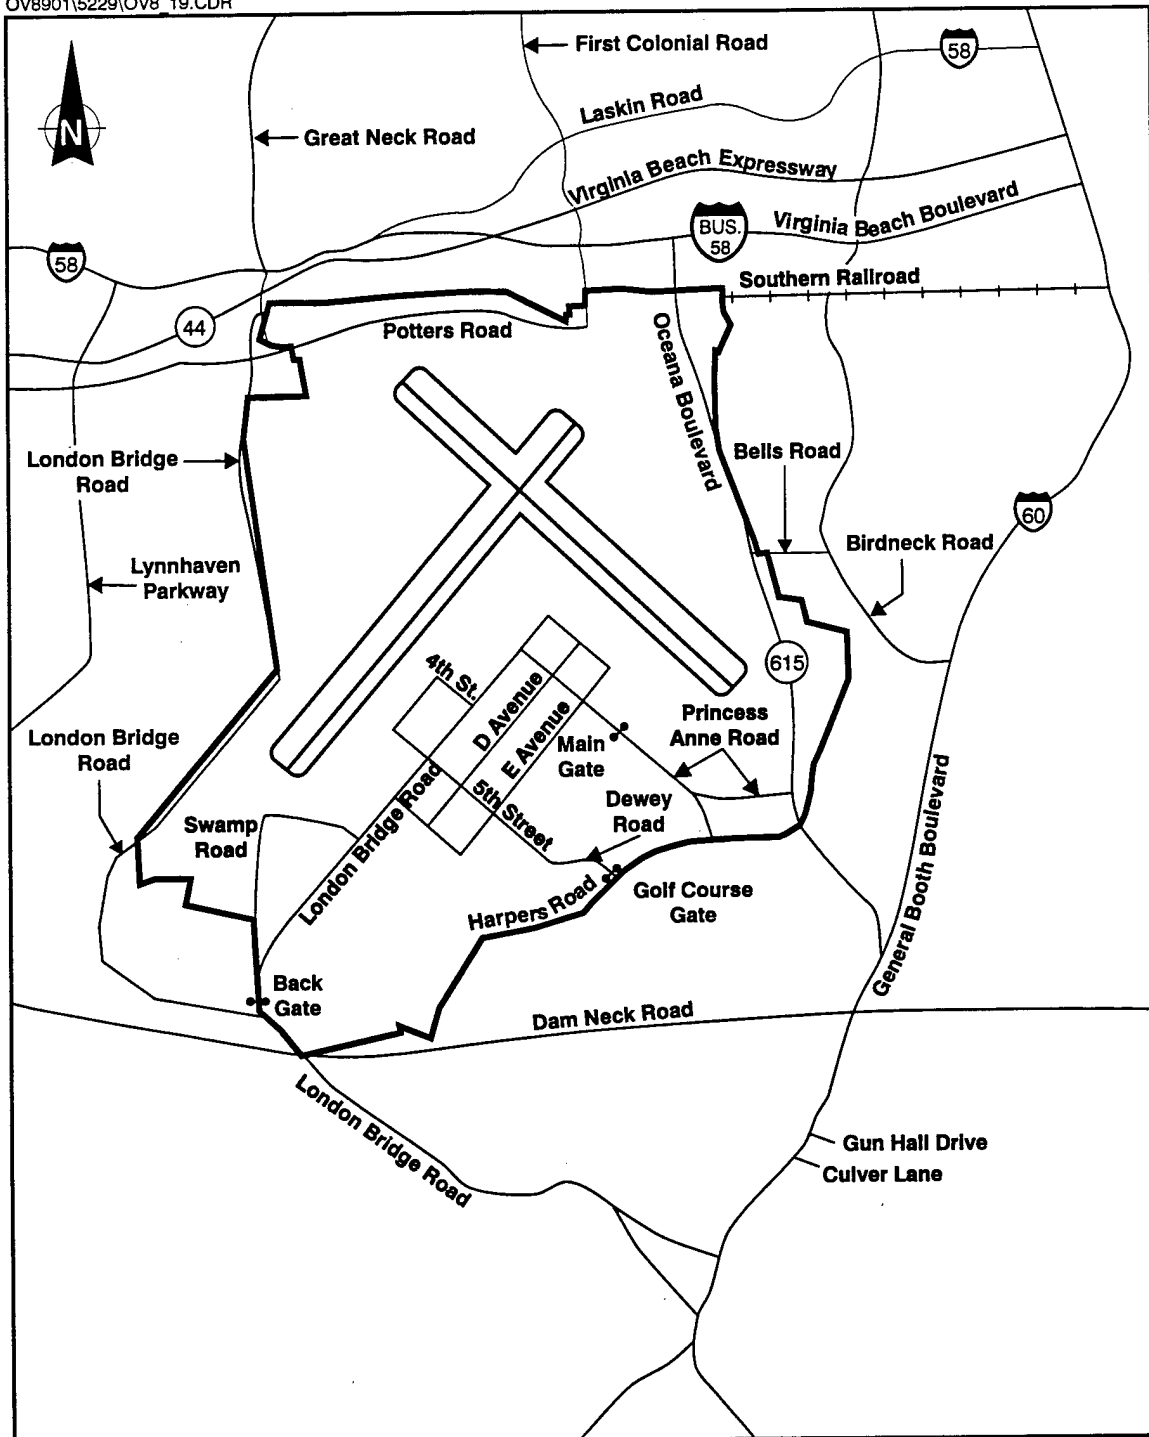 OV8901\5229\OV8_19.CDR
First Colonial Road
58
Laskin Road
N
Great Neck Road
Virginia Beach Expressway
Virginia Beach Boulevard
BUS.
58
58
Southern Railroad
44
Potters Road
Oceana Boulevard
London Bridge
Road
Bells Road
60
Birdneck Road
Lynnhaven
Parkway
615
4th St.
D Avenue
E Avenue
Princess
Anne Road
Main
Gate
London Bridge
Road
Dewey
Road
5th Street
Swamp
Road
London Bridge Road
Harpers Road
Golf Course
Gate
General Booth Boulevard
Back
Gate
Dam Neck Road
London Bridge Road
Gun Hall Drive
Culver Lane